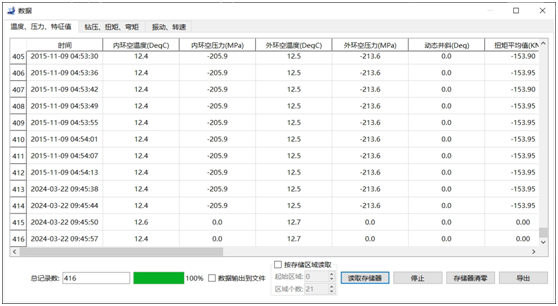 数据
温度、压力、特征值 钻压、扭矩、弯矩 振动、转速
时间 内环空温度(DegC) 内环空压力(MPa) 外环空温度(DegC) 外环空压力(MPa) 动态井斜(Deg) 扭矩平均值(KN
405 2015-11-09 04:53:30 12.4 -205.9 12.5 -213.6 0.0 -153.90
406 2015-11-09 04:53:36 12.4 -205.9 12.5 -213.6 0.0 -153.95
407 2015-11-09 04:53:42 12.4 -205.9 12.5 -213.6 0.0 -153.90
408 2015-11-09 04:53:49 12.4 -205.9 12.5 -213.6 0.0 -153.95
409 2015-11-09 04:53:55 12.4 -205.9 12.5 -213.6 0.0 -153.95
410 2015-11-09 04:54:01 12.4 -205.9 12.5 -213.6 0.0 -153.95
411 2015-11-09 04:54:07 12.4 -205.9 12.5 -213.6 0.0 -153.95
412 2015-11-09 04:54:13 12.4 -205.9 12.5 -213.6 0.0 -153.95
413 2024-03-22 09:45:38 12.4 -205.9 12.5 -213.6 0.0 -153.95
414 2024-03-22 09:45:44 12.4 -205.9 12.5 -213.6 0.0 -153.95
415 2024-03-22 09:45:50 12.6 0.0 12.7 0.0 0.0 0.00
416 2024-03-22 09:45:57 12.4 0.0 12.7 0.0 0.0 0.00
按存储区域读取
总记录数: 416 100% 数据输出到文件 起始区域: 0 读取存储器 停止 存储器清零 导出
区域个数: 21